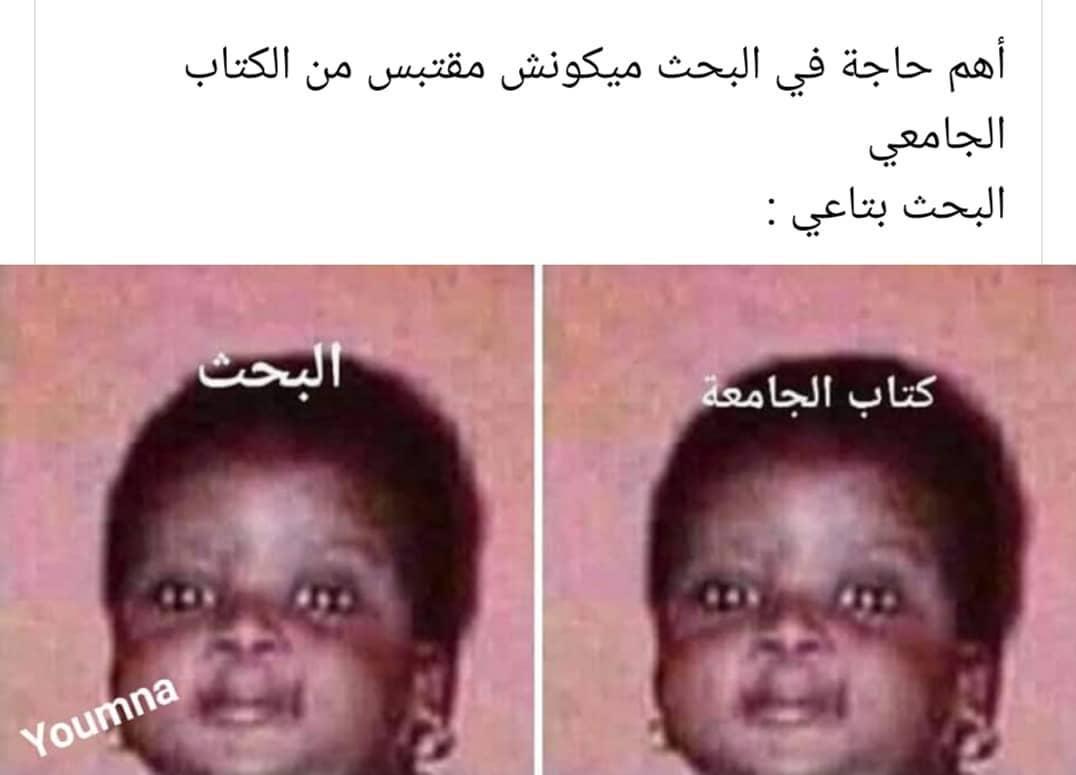 أهم حاجة في البحث ميكونش مقتبس من الكتاب
الجامعي
البحث بتاعي :
البحث
كتاب الجامعة
Youmna